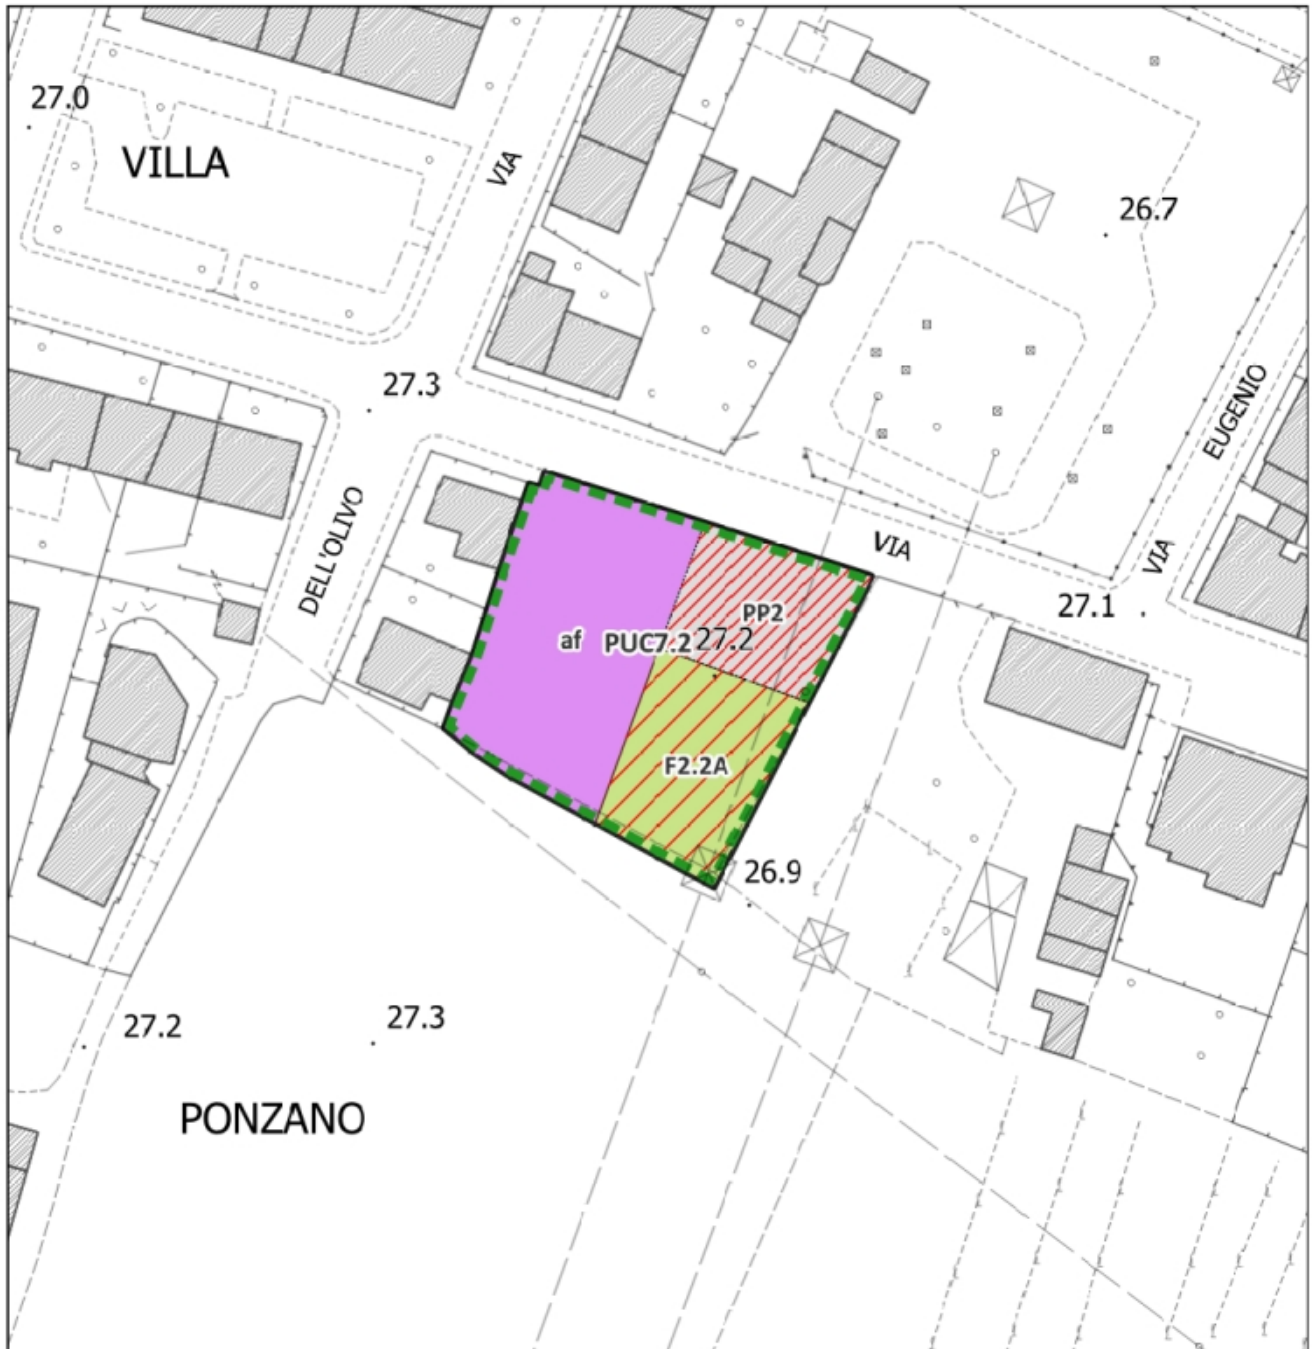 27.0
VILLA
VIA
26.7
27.3
EUGENIO
DELL'OLIVO
VIA
VIA
27.1
PP2
af
PUC7.2
27.2
F2.2A
26.9
27.2
27.3
PONZANO